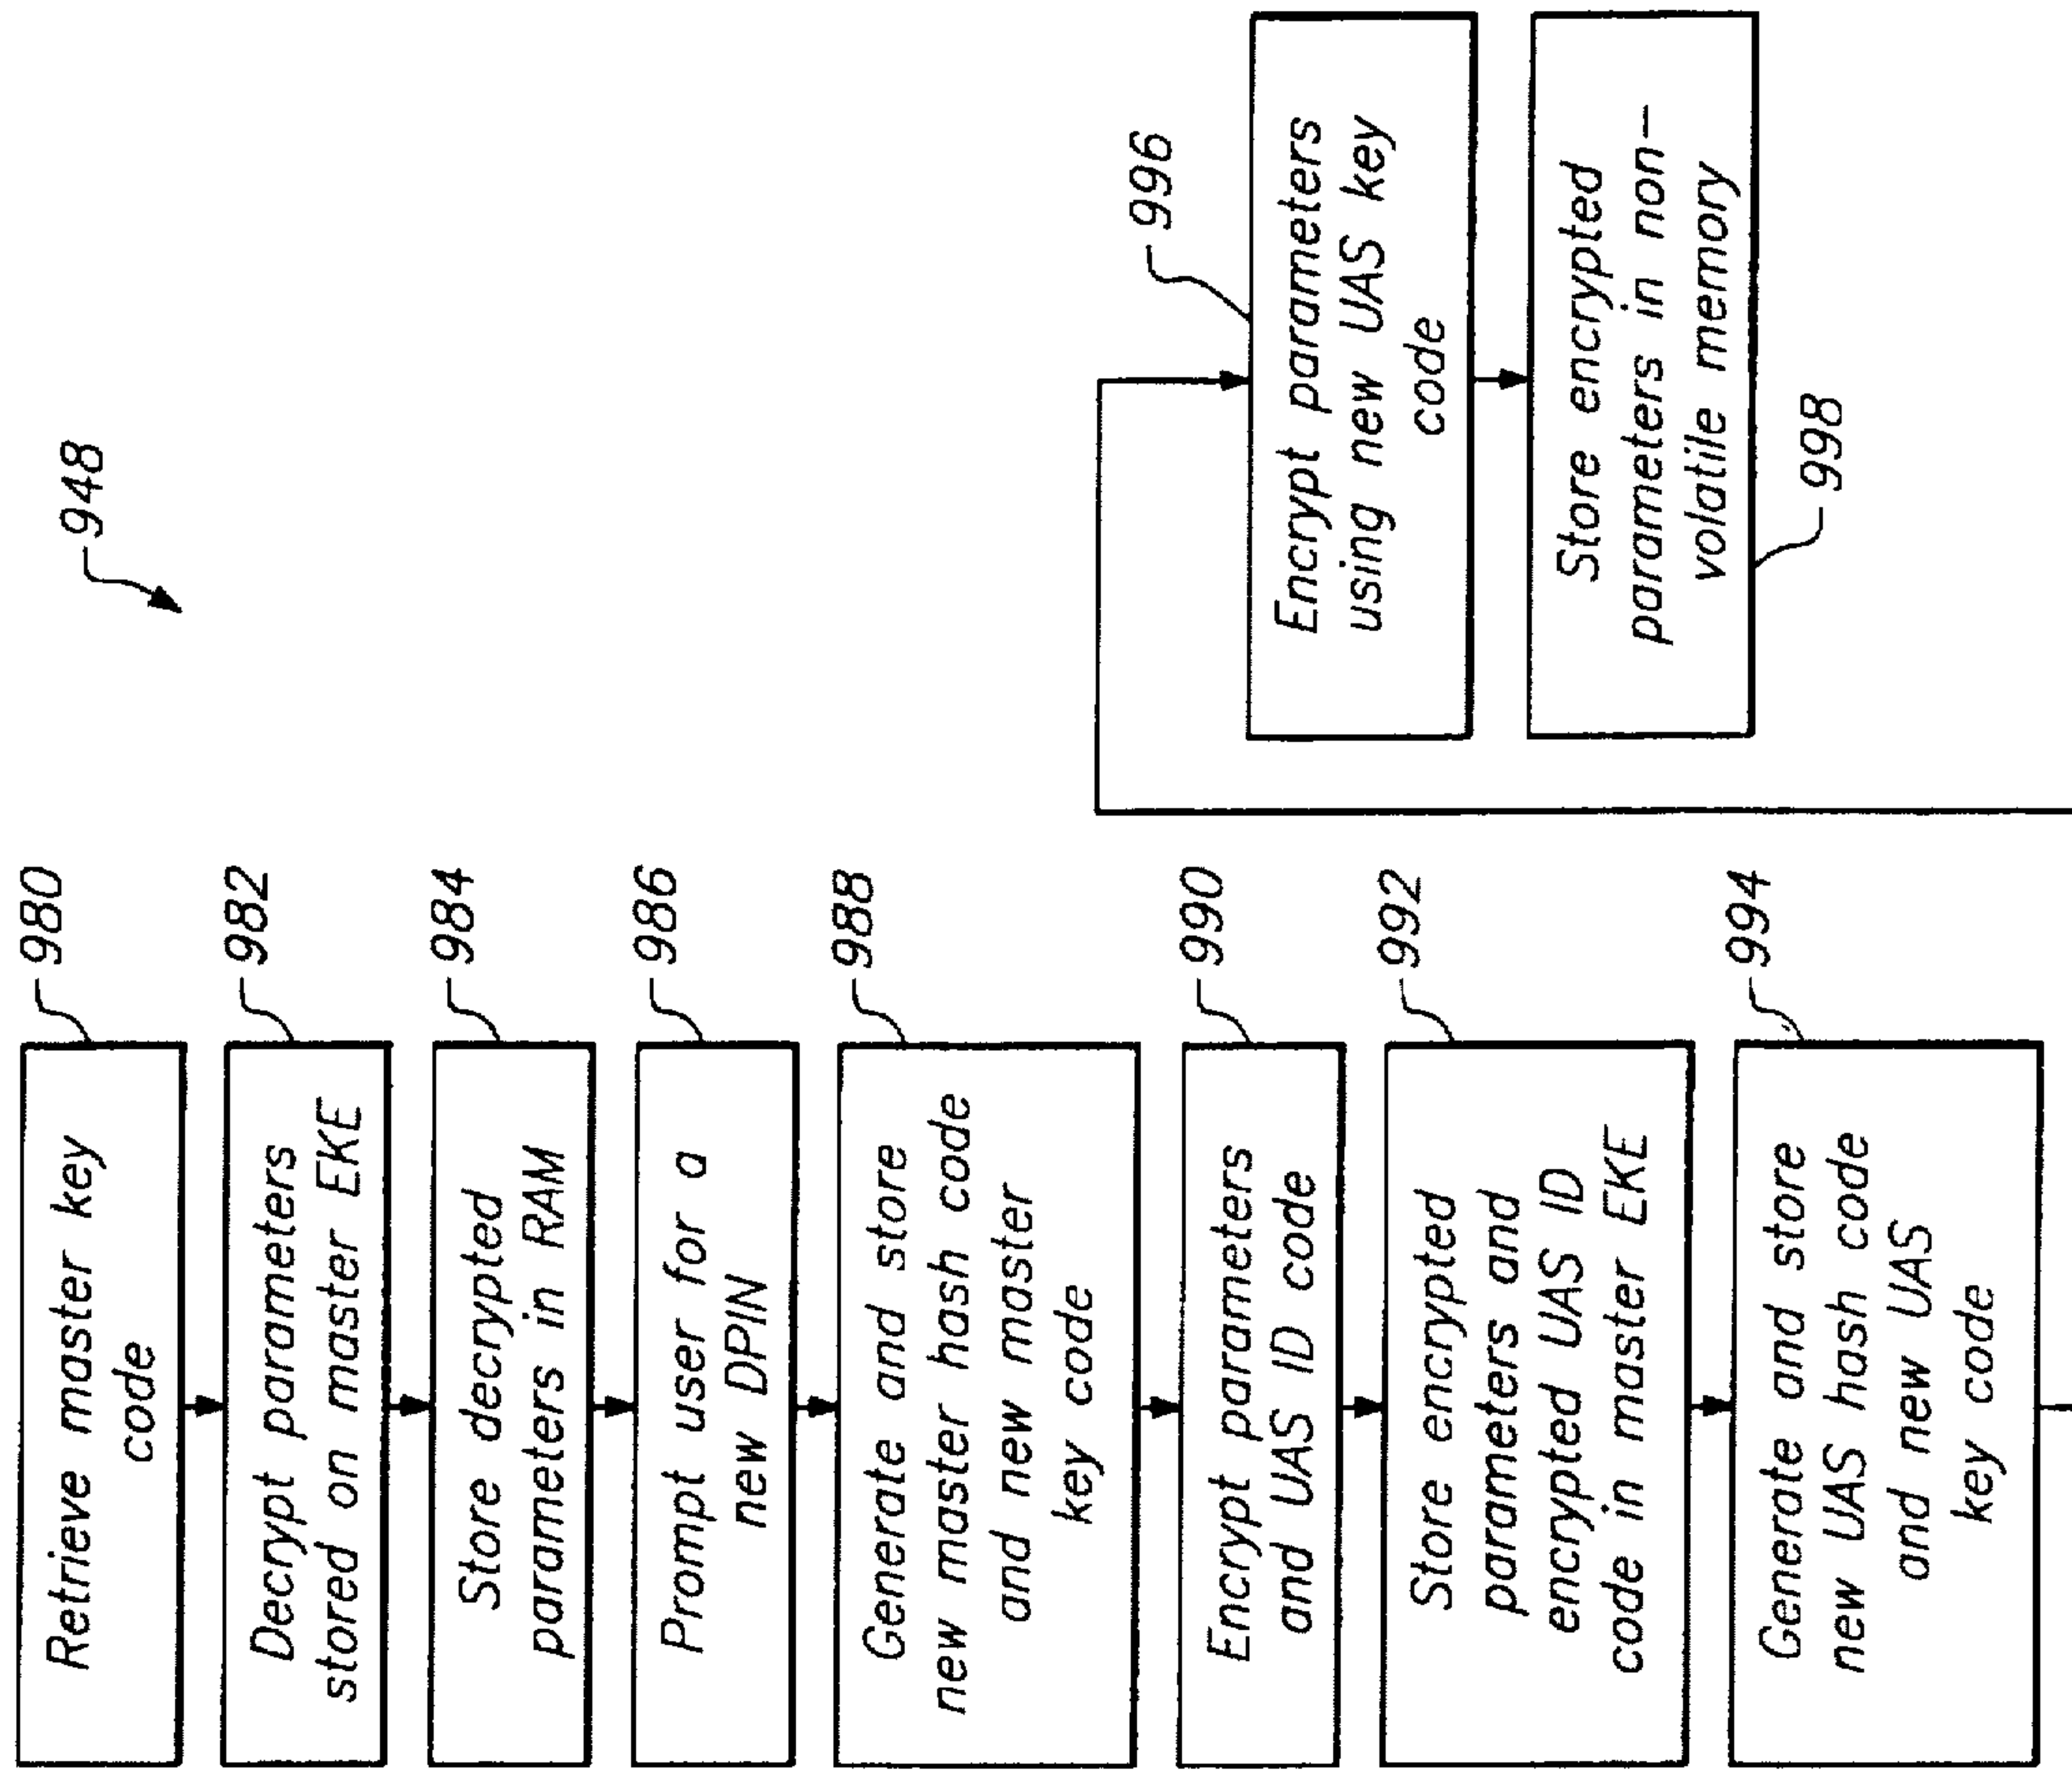 948
980
Retrieve master key
code
982
Decrypt parameters
stored on master EKE
984
Store decrypted
parameters in RAM
986
Prompt user for a
new DPIN
988
Generate and store
new master hash code
and new master
key code
990
Encrypt parameters
and UAS ID code
992
Store encrypted
parameters and
encrypted UAS ID
code in master EKE
994
Generate and store
new UAS hash code
and new UAS
key code
996
Encrypt parameters
using new UAS key
code
Store encrypted
parameters in non-
volatile memory
998